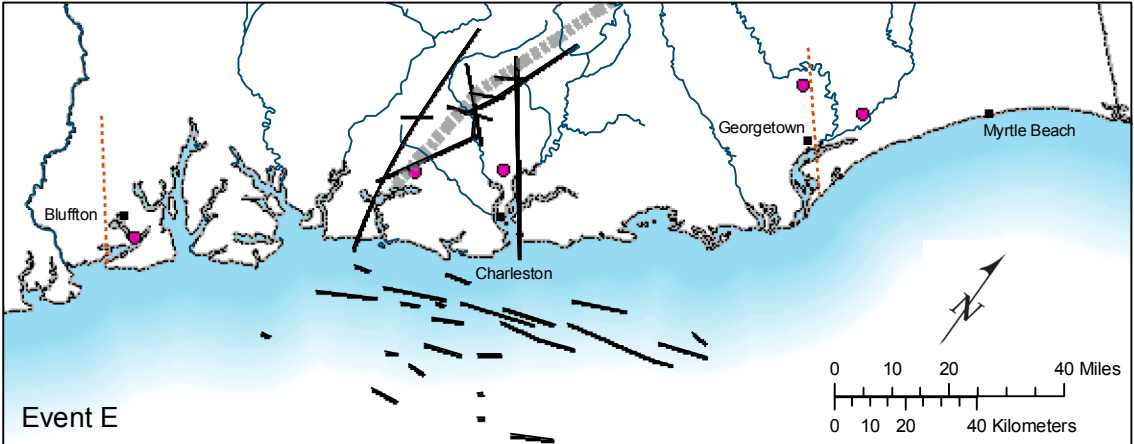 Georgetown
Myrtle Beach
Bluffton
Charleston
N
0 10 20 40 Miles
0 10 20 40 Kilometers
Event E